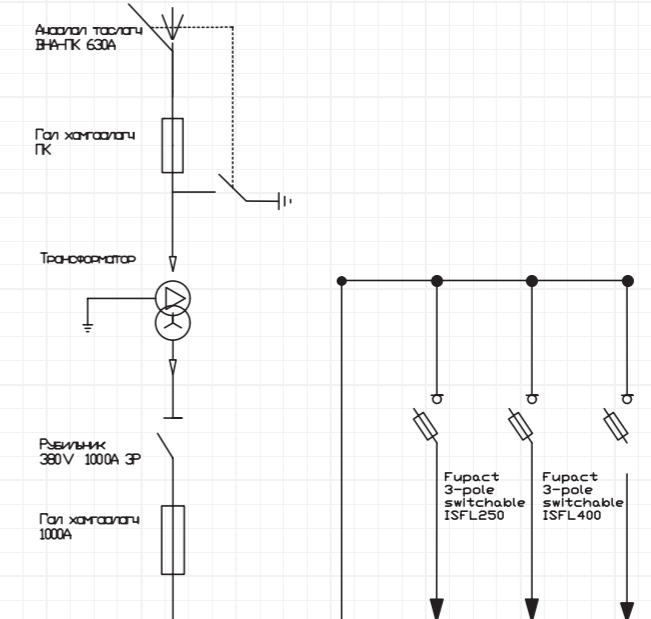 Ачаалал таслагч
ВНА-ПК 630А
Гал хамгаалагч
ПК
Трансформатор
Рубильник
380V 1000A 3P
Гал хамгаалагч
1000A
Fupact
3-pole
switchable
ISFL250
Fupact
3-pole
switchable
ISFL400